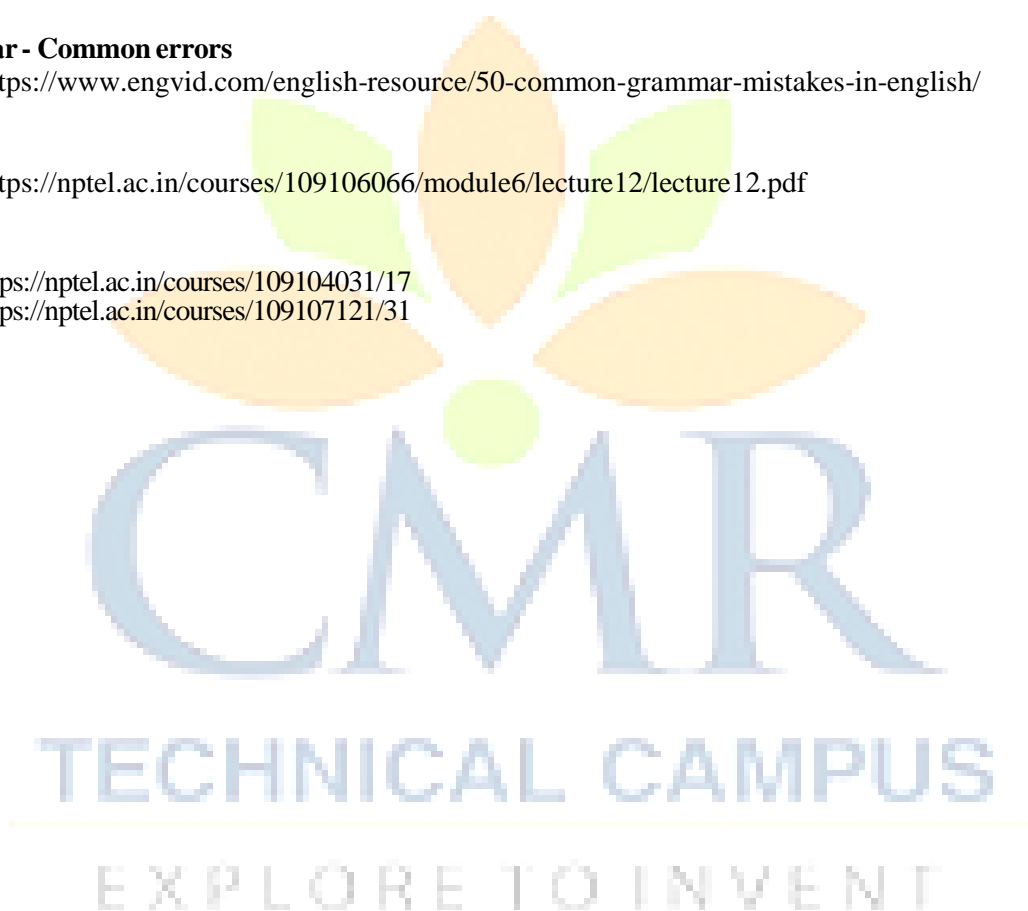 ar - Common errors
tps://www.engvid.com/english-resource/50-common-grammar-mistakes-in-english/
tps://nptel.ac.in/courses/109106066/module6/lecture12/lecture12.pdf
ps://nptel.ac.in/courses/109104031/17
ps://nptel.ac.in/courses/109107121/31
CMR
TECHNICAL CAMPUS
EXPLORE TO INVENT